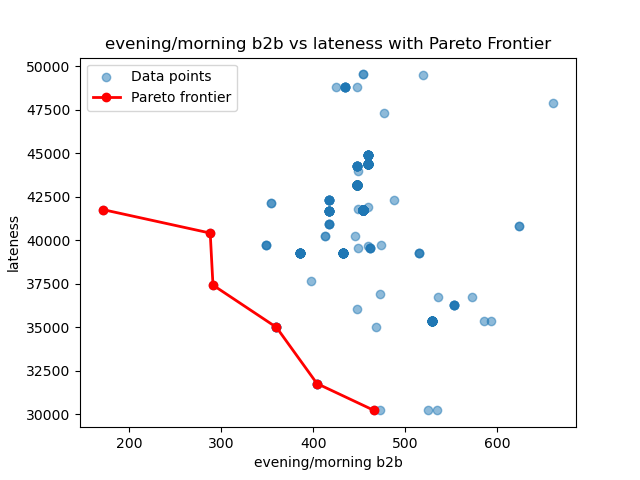 evening/morning b2b vs lateness with Pareto Frontier
Data points
Pareto frontier
50000
47500
45000
42500
40000
37500
35000
32500
30000
lateness
200 300 400 500 600
evening/morning b2b